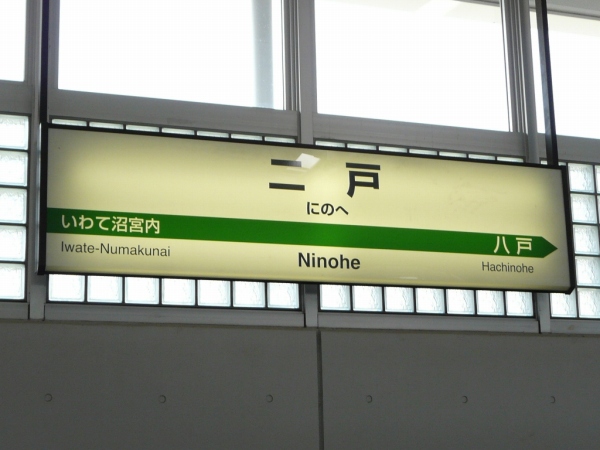 二戸
にのへ
いわて沼宮内
八戸
Iwate-Numakunai
Ninohe
Hachinohe